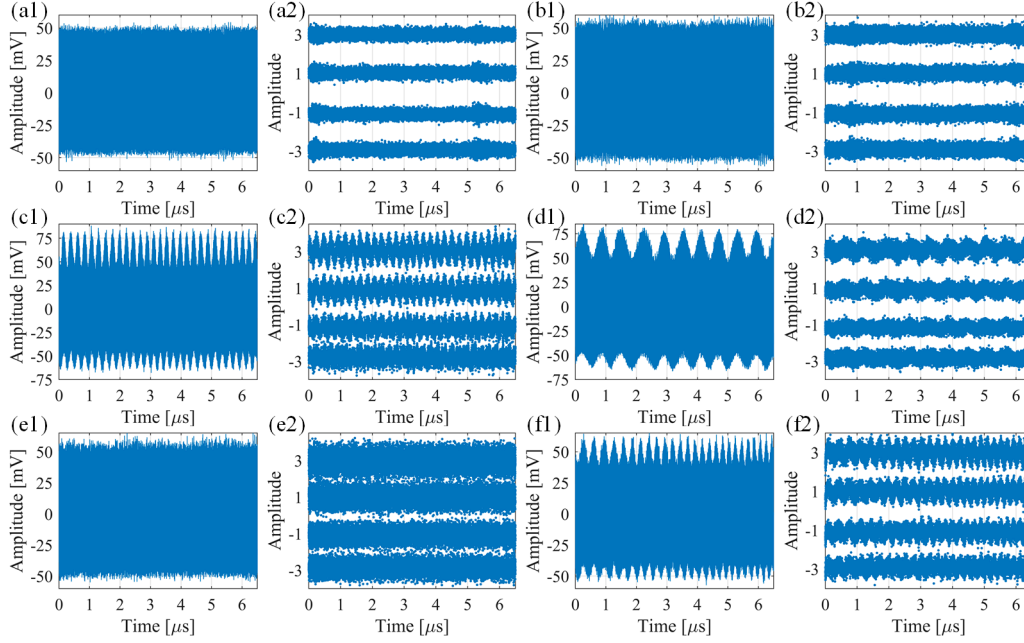 (a1) (a2) (b1) (b2)
Amplitude [mV]
50
25
0
-25
-50
0 1 2 3 4 5 6
Time [μs]
Amplitude
3
1
-1
-3
0 1 2 3 4 5 6
Time [μs]
Amplitude [mV]
50
25
0
-25
-50
0 1 2 3 4 5 6
Time [μs]
Amplitude
3
1
-1
-3
0 1 2 3 4 5 6
Time [μs]
(c1) (c2) (d1) (d2)
Amplitude [mV]
75
50
25
0
-25
-50
-75
0 1 2 3 4 5 6
Time [μs]
Amplitude
3
1
-1
-3
0 1 2 3 4 5 6
Time [μs]
Amplitude [mV]
75
50
25
0
-25
-50
-75
0 1 2 3 4 5 6
Time [μs]
Amplitude
3
1
-1
-3
0 1 2 3 4 5 6
Time [μs]
(e1) (e2) (f1) (f2)
Amplitude [mV]
50
25
0
-25
-50
0 1 2 3 4 5 6
Time [μs]
Amplitude
3
1
-1
-3
0 1 2 3 4 5 6
Time [μs]
Amplitude [mV]
50
25
0
-25
-50
0 1 2 3 4 5 6
Time [μs]
Amplitude
3
1
-1
-3
0 1 2 3 4 5 6
Time [μs]